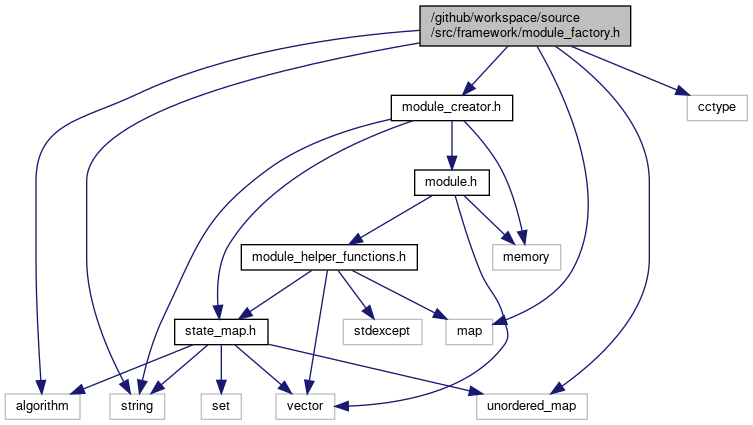 /github/workspace/source
/src/framework/module_factory.h
module_creator.h
cctype
module.h
module_helper_functions.h
memory
state_map.h
stdexcept
map
algorithm
string
set
vector
unordered_map